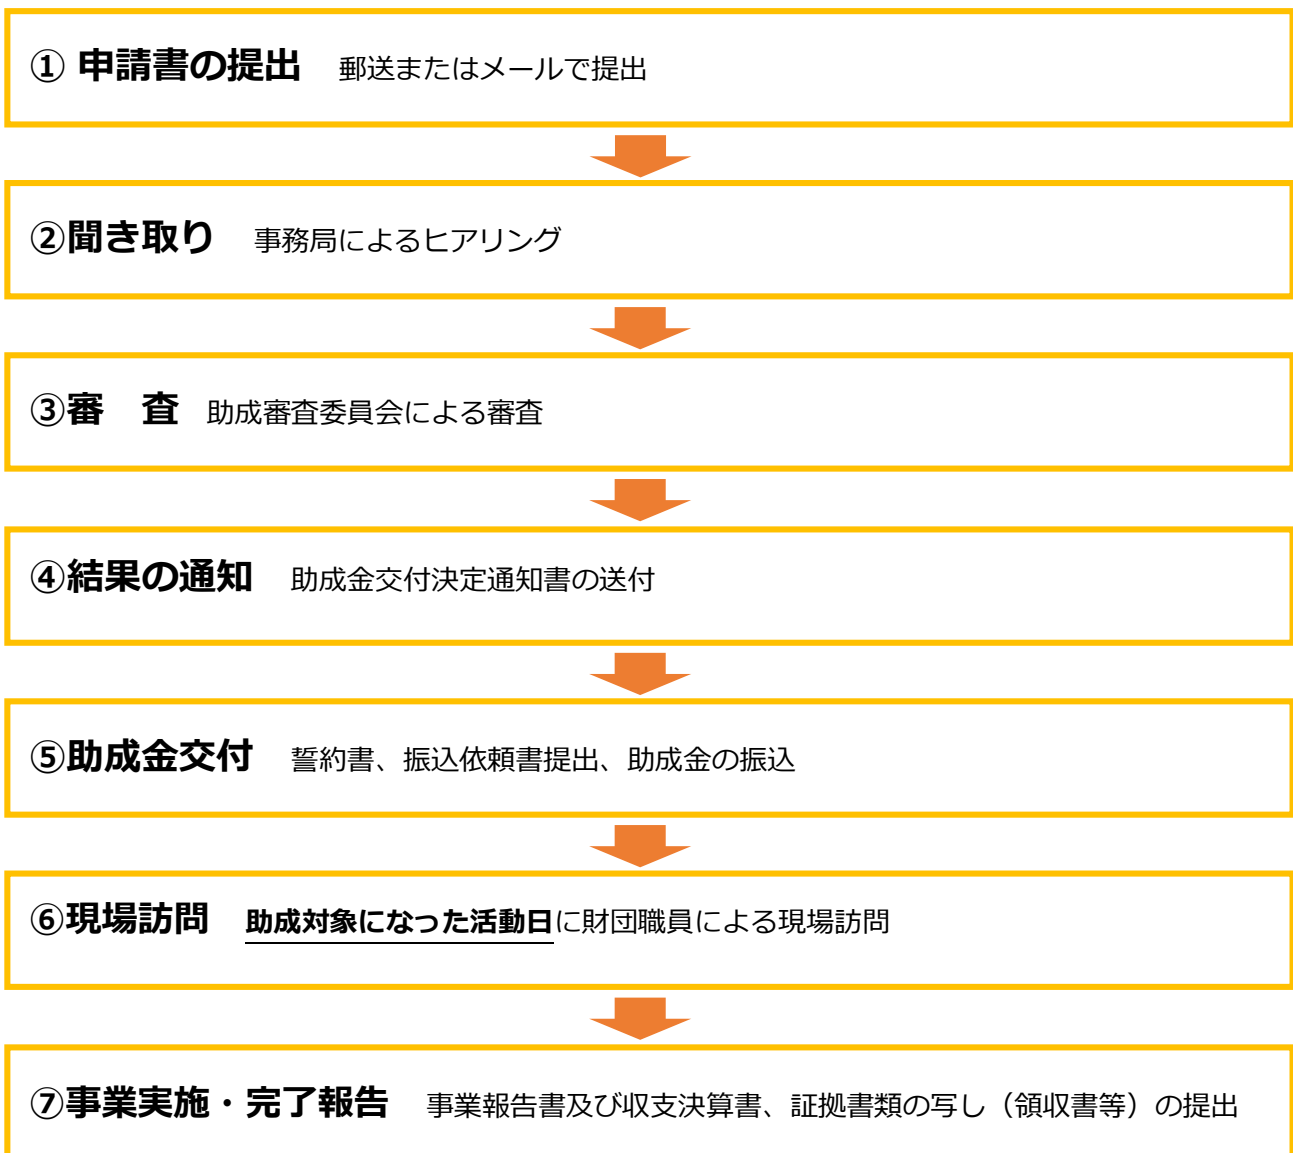 ① 申請書の提出　郵送またはメールで提出
②聞き取り　事務局によるヒアリング
③審　査　助成審査委員会による審査
④結果の通知　助成金交付決定通知書の送付
⑤助成金交付　誓約書、振込依頼書提出、助成金の振込
⑥現場訪問　助成対象になった活動日に財団職員による現場訪問
⑦事業実施・完了報告　事業報告書及び収支決算書、証拠書類の写し（領収書等）の提出